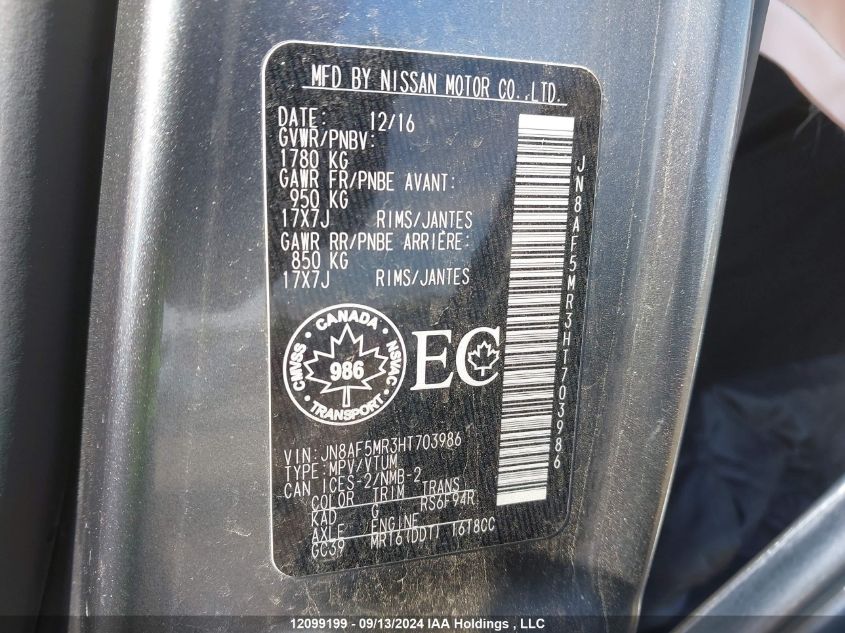 MFD BY NISSAN MOTOR CO.,LTD.
DATE: 12/16
GVWR/PNBV:
1780 KG
GAWR FR/PNBE AVANT:
950 KG
17X7J RIMS/JANTES
GAWR RR/PNBE ARRIÈRE:
850 KG
17X7J RIMS/JANTES
JN8AF5MR3HT703986
CANADA
CMVSS 986 NSVAC
TRANSPORT
EC
VIN:JN8AF5MR3HT703986
TYPE:MPV/VTUM
CAN ICES-2/NMB-2
COLOR TRIM TRANS
KAD G RS6F94R
AXLE ENGINE
GC39 MR16(DDT) 16T8CC
12099199 - 09/13/2024 IAA Holdings , LLC